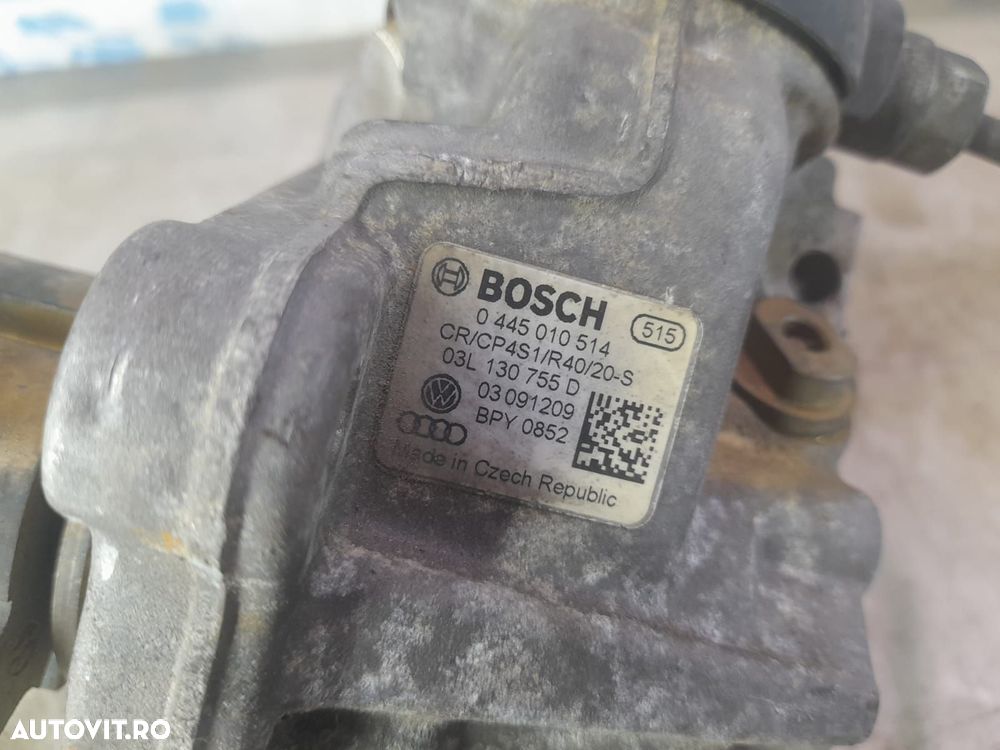 BOSCH
515
0 445 010 514
CR/CP4S1/R40/20-S
03L 130 755 D
03 091209
BPY 0852
Made in Czech Republic
AUTOVIT.RO